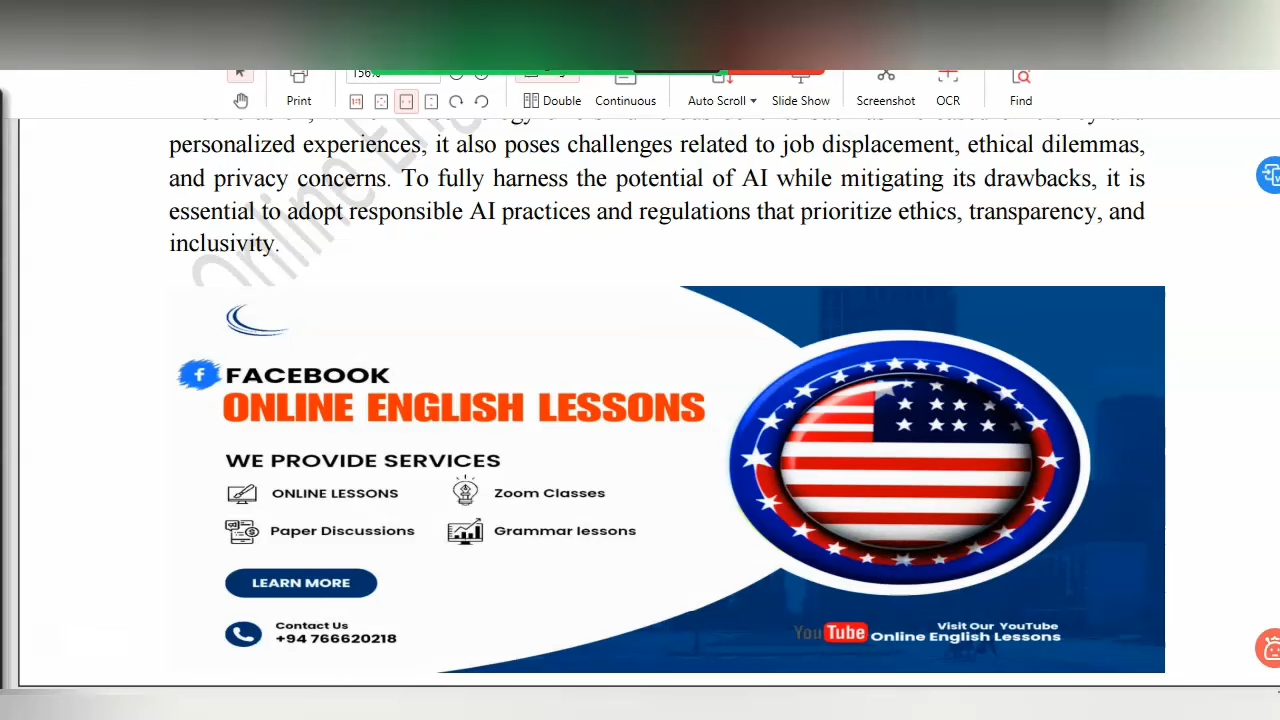 156%
Print
Double
Continuous
Auto Scroll
Slide Show
Screenshot
OCR
Find
personalized experiences, it also poses challenges related to job displacement, ethical dilemmas,
and privacy concerns. To fully harness the potential of AI while mitigating its drawbacks, it is
essential to adopt responsible AI practices and regulations that prioritize ethics, transparency, and
inclusivity.
Online
f FACEBOOK
ONLINE ENGLISH LESSONS
WE PROVIDE SERVICES
ONLINE LESSONS
Zoom Classes
Paper Discussions
Grammar lessons
LEARN MORE
Contact Us
+94 766620218
YouTube
Visit Our YouTube
Online English Lessons